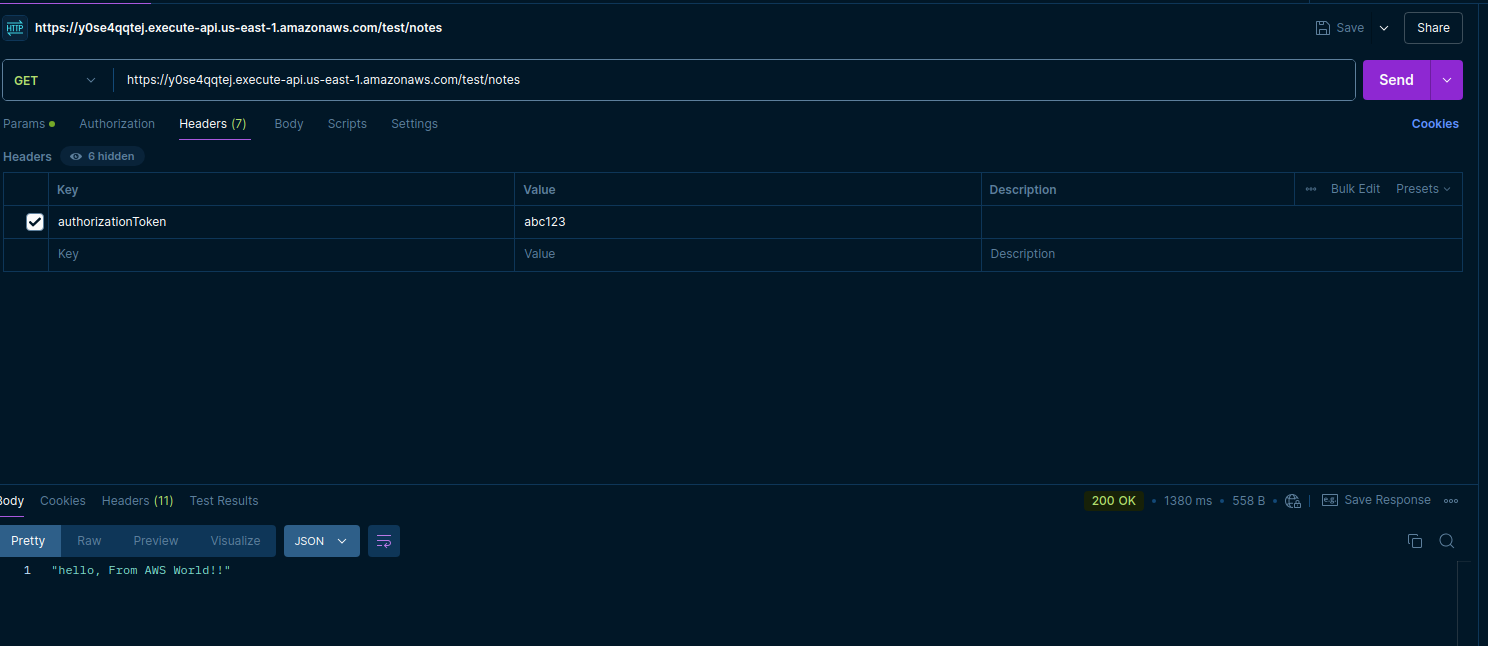 HTTP https://y0se4qqtej.execute-api.us-east-1.amazonaws.com/test/notes Save Share
GET https://y0se4qqtej.execute-api.us-east-1.amazonaws.com/test/notes Send
Params Authorization Headers (7) Body Scripts Settings Cookies
Headers 6 hidden
Key Value Description Bulk Edit Presets
authorizationToken abc123
Key Value Description
Body Cookies Headers (11) Test Results 200 OK • 1380 ms • 558 B • e.g. Save Response
Pretty Raw Preview Visualize JSON
1 "hello, From AWS World!!"